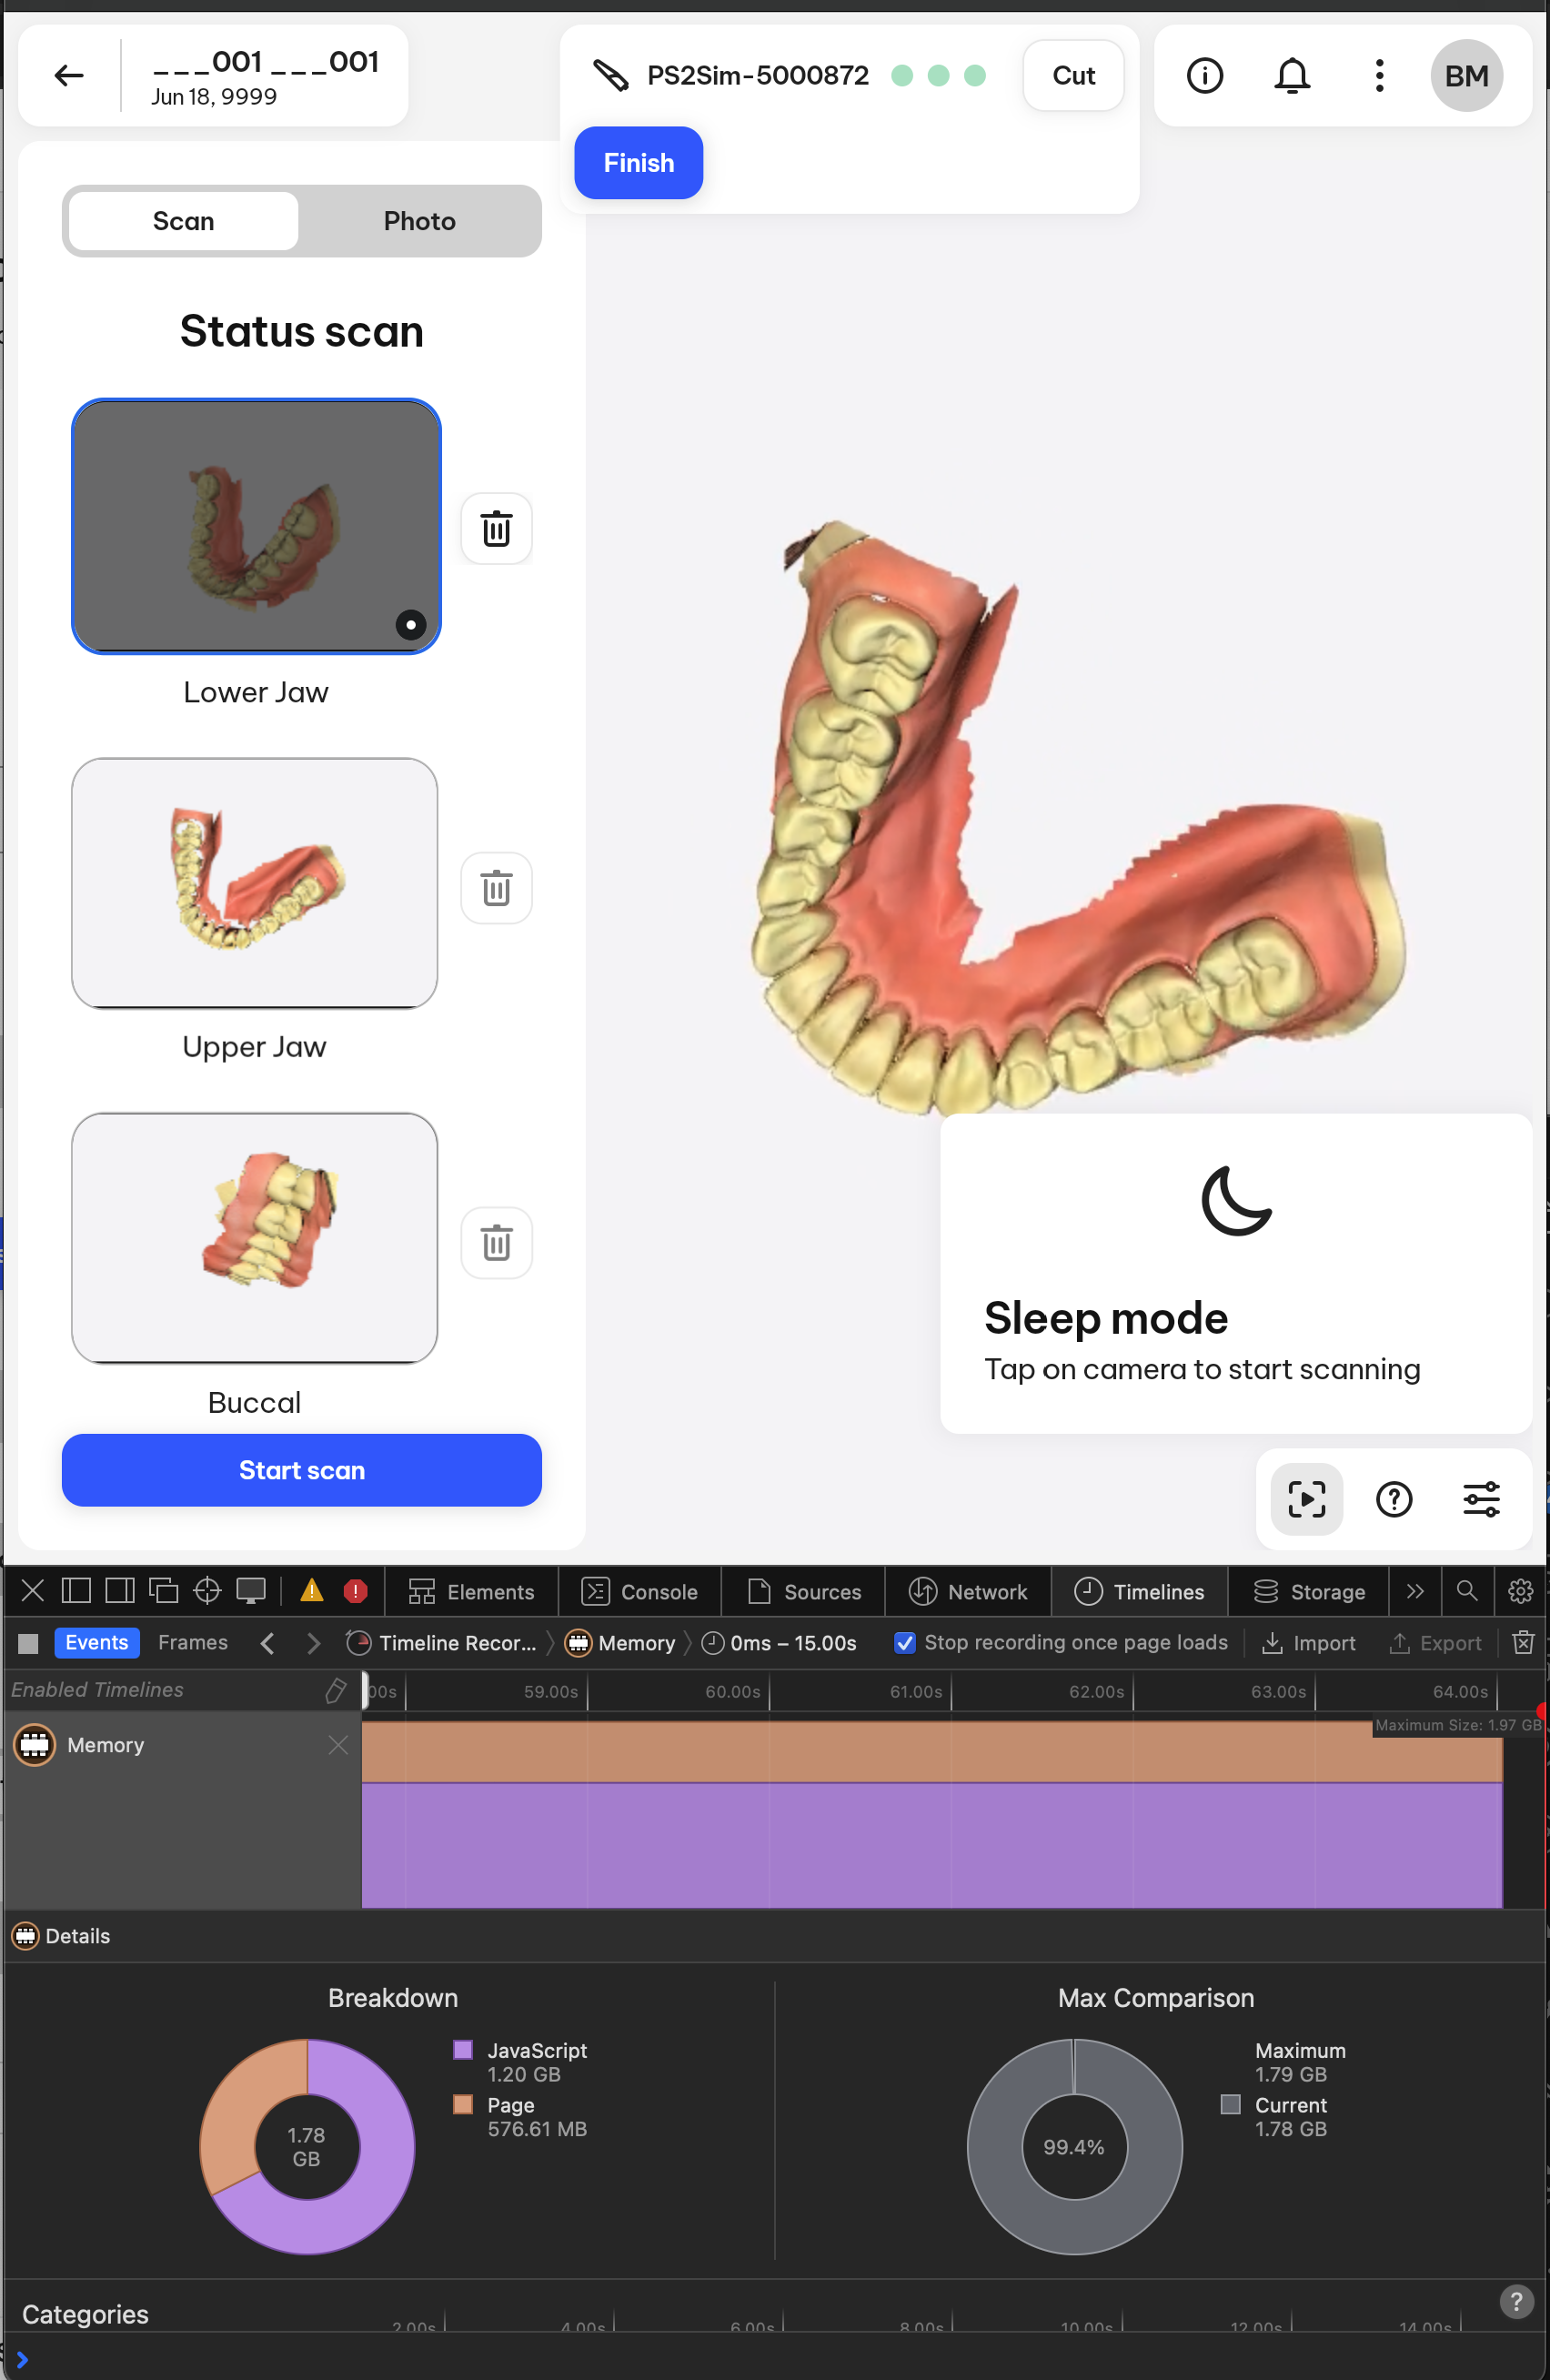 ___001 ___001
Jun 18, 9999
PS2Sim-5000872
Cut
Finish
BM
Scan
Photo
Status scan
Lower Jaw
Upper Jaw
Buccal
Start scan
Sleep mode
Tap on camera to start scanning
Elements
Console
Sources
Network
Timelines
Storage
Events
Frames
Timeline Recor...
Memory
0ms – 15.00s
Stop recording once page loads
Import
Export
Enabled Timelines
00s
59.00s
60.00s
61.00s
62.00s
63.00s
64.00s
Memory
Maximum Size: 1.97 GB
Details
Breakdown
1.78
GB
JavaScript
1.20 GB
Page
576.61 MB
Max Comparison
99.4%
Maximum
1.79 GB
Current
1.78 GB
Categories
2.00s
4.00s
6.00s
8.00s
10.00s
12.00s
14.00s
?